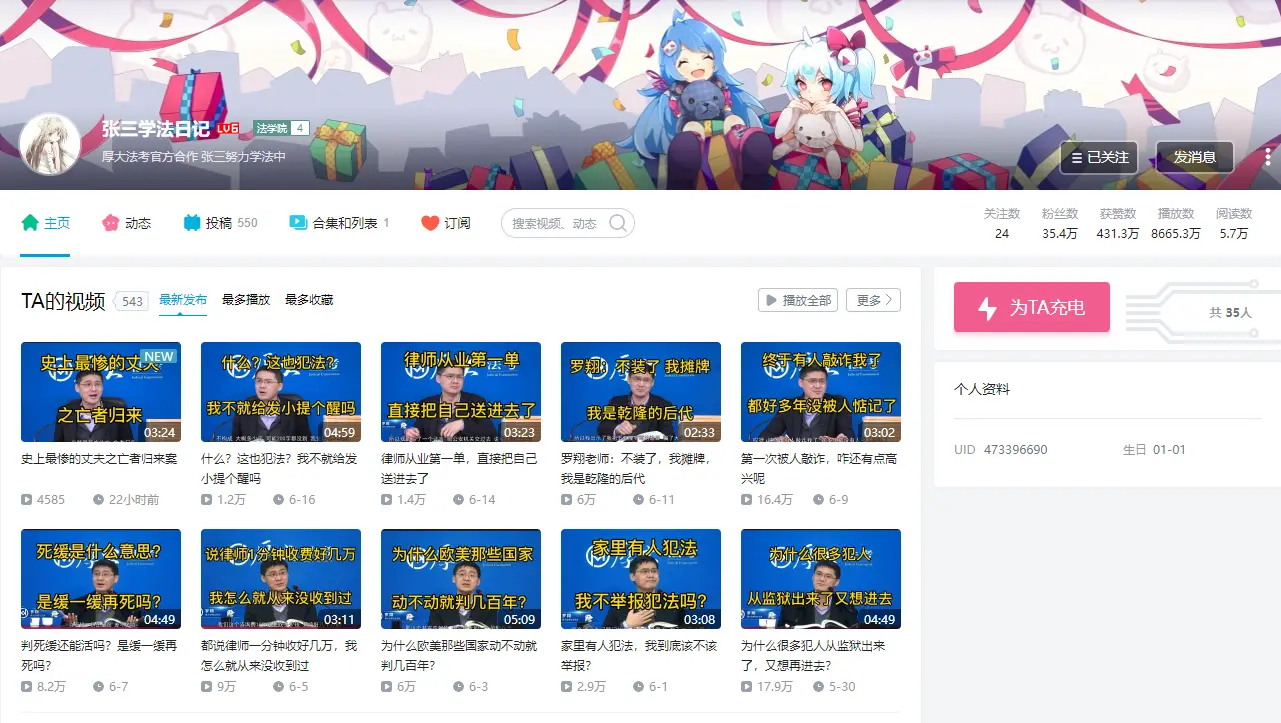 张三学法日记 LV6 法学院 4
厚大法考官方合作 张三努力学法中
已关注 发消息
主页 动态 投稿 550 合集和列表 1 订阅 搜索视频、动态
关注数 粉丝数 获赞数 播放数 阅读数
24 35.4万 431.3万 8665.3万 5.7万
TA的视频 543 最新发布 最多播放 最多收藏 播放全部 更多
史上最惨的丈夫
NEW
之亡者归来
03:24
史上最惨的丈夫之亡者归来案
4585 22小时前
什么？这也犯法？
我不就给发小提个醒吗
04:59
什么？这也犯法？我不就给发
小提个醒吗
1.2万 6-16
律师从业第一单
直接把自己送进去了
03:23
律师从业第一单，直接把自己
送进去了
1.4万 6-14
罗翔：不装了 我摊牌
我是乾隆的后代
02:33
罗翔老师：不装了，我摊牌，
我是乾隆的后代
6万 6-11
终于有人敲诈我了
都好多年没被人惦记了
03:02
第一次被人敲诈，咋还有点高
兴呢
16.4万 6-9
死缓是什么意思？
是缓一缓再死吗？
04:49
判死缓还能活吗？是缓一缓再
死吗？
8.2万 6-7
说律师1分钟收费好几万
我怎么就从来没收到过
03:11
都说律师一分钟收好几万，我
怎么就从来没收到过
9万 6-5
为什么欧美那些国家
动不动就判几百年？
05:09
为什么欧美那些国家动不动就
判几百年？
6万 6-3
家里有人犯法
我不举报犯法吗？
03:08
家里有人犯法，我到底该不该
举报？
2.9万 6-1
为什么很多犯人
从监狱出来了又想进去
04:49
为什么很多犯人从监狱出来
了，又想再进去？
17.9万 5-30
为TA充电
共 35人
个人资料
UID 473396690 生日 01-01